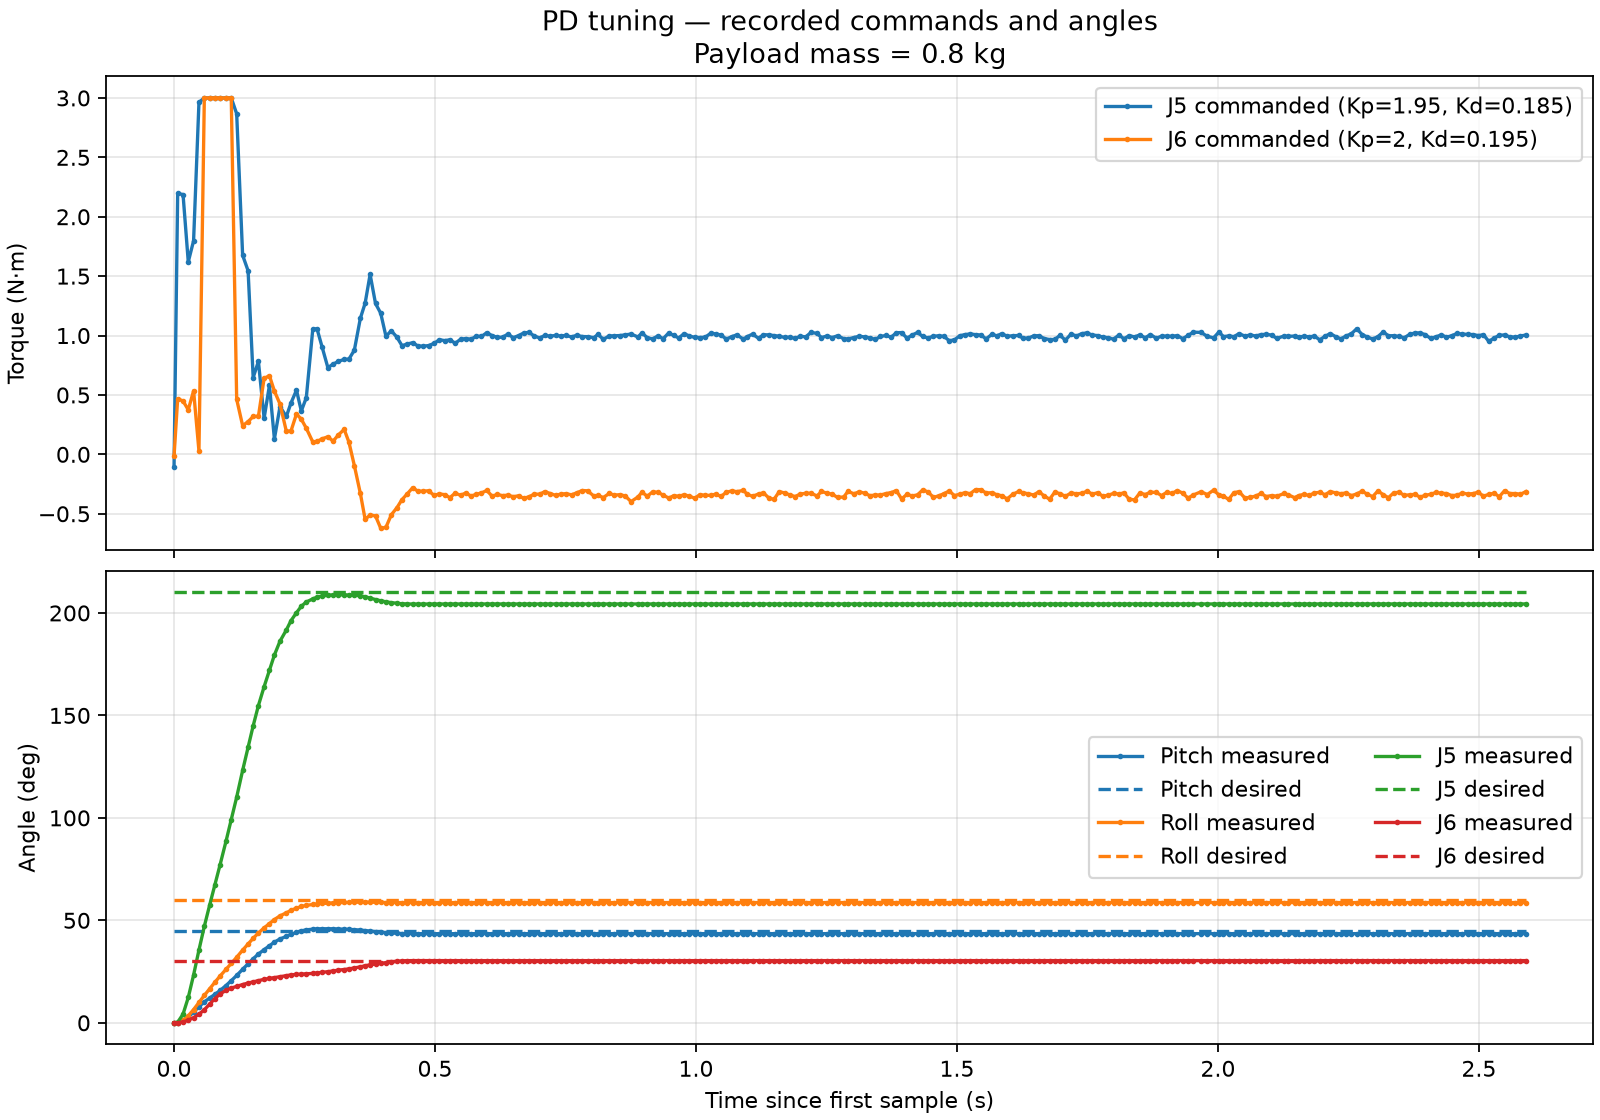 PD tuning — recorded commands and angles
Payload mass = 0.8 kg
Torque (N·m)
3.0
2.5
2.0
1.5
1.0
0.5
0.0
−0.5
J5 commanded (Kp=1.95, Kd=0.185)
J6 commanded (Kp=2, Kd=0.195)
Angle (deg)
200
150
100
50
0
Pitch measured
Pitch desired
Roll measured
Roll desired
J5 measured
J5 desired
J6 measured
J6 desired
0.0 0.5 1.0 1.5 2.0 2.5
Time since first sample (s)